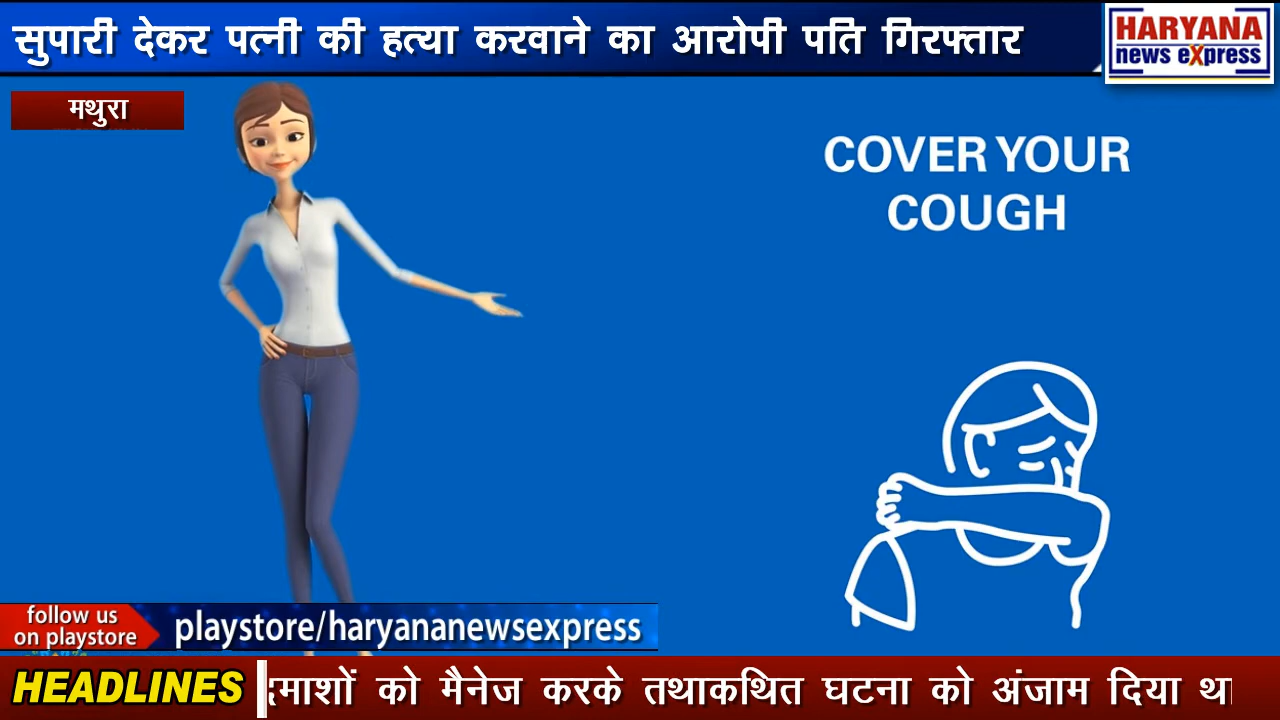 सुपारी देकर पत्नी की हत्या करवाने का आरोपी पति गिरफ्तार
HARYANA
news eXpress
मथुरा
COVER YOUR
COUGH
follow us
on playstore
playstore/haryananewsexpress
HEADLINES
को मैनेज करके तथाकथित घटना को अंजाम दिया